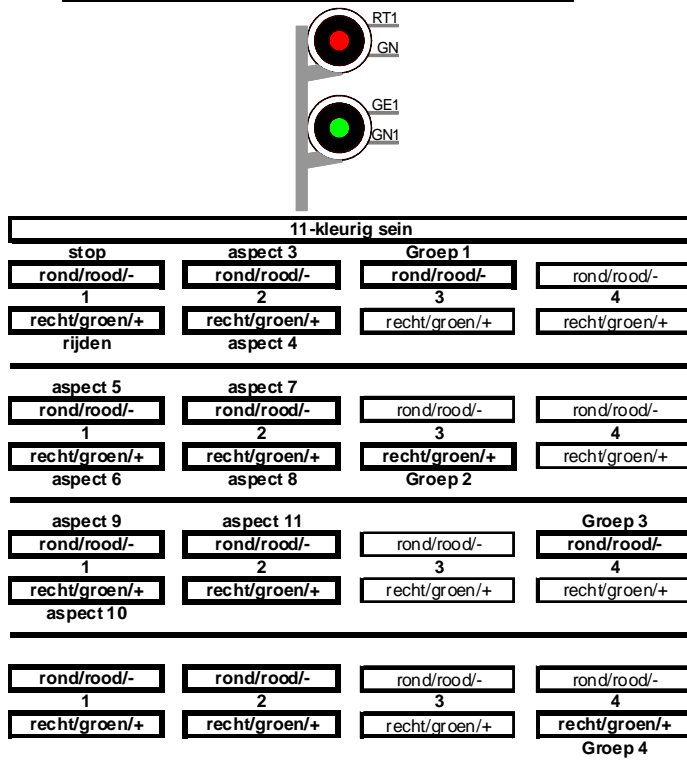 RT1
GN
GE1
GN1
11-kleurig sein
stop aspect 3 Groep 1
rond/rood/- rond/rood/- rond/rood/- rond/rood/-
1 2 3 4
recht/groen/+ recht/groen/+ recht/groen/+ recht/groen/+
rijden aspect 4
aspect 5 aspect 7
rond/rood/- rond/rood/- rond/rood/- rond/rood/-
1 2 3 4
recht/groen/+ recht/groen/+ recht/groen/+ recht/groen/+
aspect 6 aspect 8 Groep 2
aspect 9 aspect 11 Groep 3
rond/rood/- rond/rood/- rond/rood/- rond/rood/-
1 2 3 4
recht/groen/+ recht/groen/+ recht/groen/+ recht/groen/+
aspect 10
rond/rood/- rond/rood/- rond/rood/- rond/rood/-
1 2 3 4
recht/groen/+ recht/groen/+ recht/groen/+ recht/groen/+
Groep 4